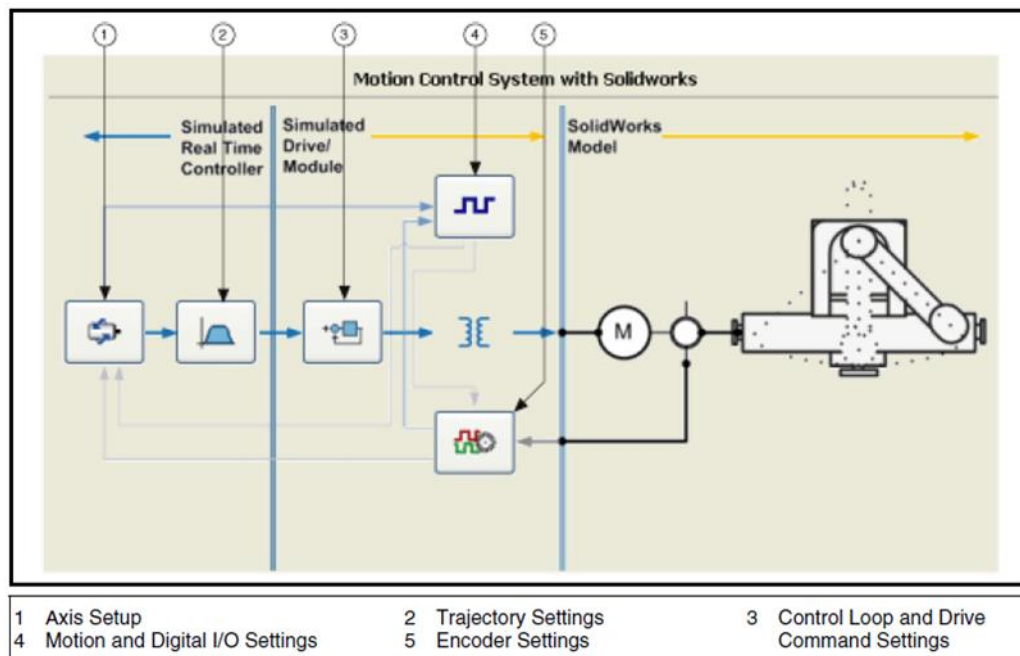 1 2 3 4 5
Motion Control System with Solidworks
Simulated
Real Time
Controller
Simulated
Drive/
Module
SolidWorks
Model
M
1 Axis Setup 2 Trajectory Settings 3 Control Loop and Drive
4 Motion and Digital I/O Settings 5 Encoder Settings Command Settings